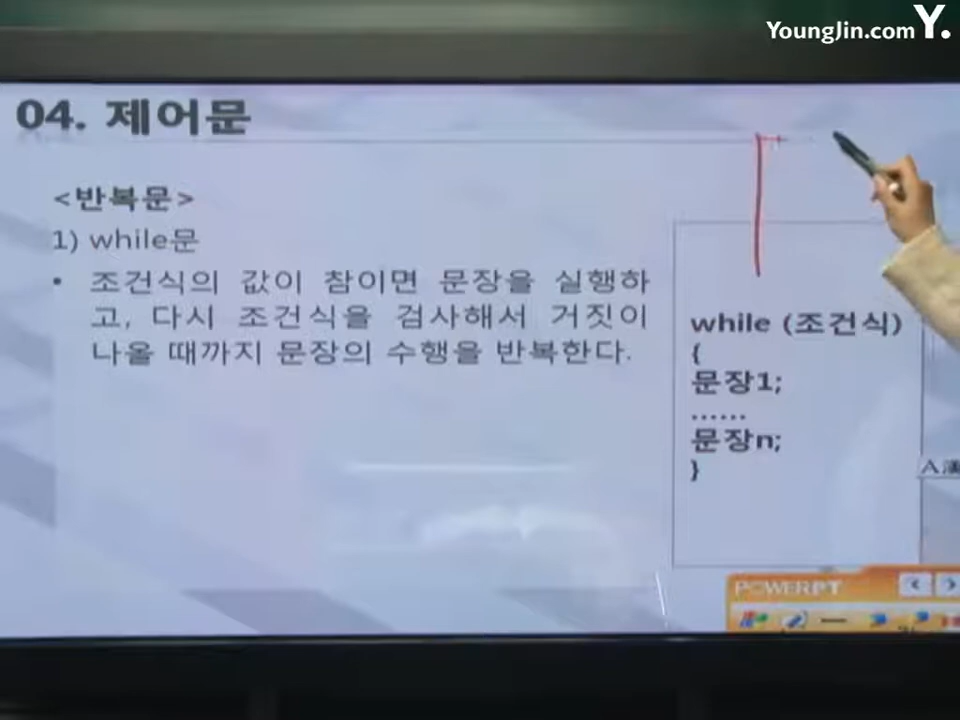 YoungJin.com Y.
04. 제어문
<반복문>
1) while문
• 조건식의 값이 참이면 문장을 실행하
고, 다시 조건식을 검사해서 거짓이
나올 때까지 문장의 수행을 반복한다.
while (조건식)
{
문장1;
......
문장n;
}
A漢
POWERPT